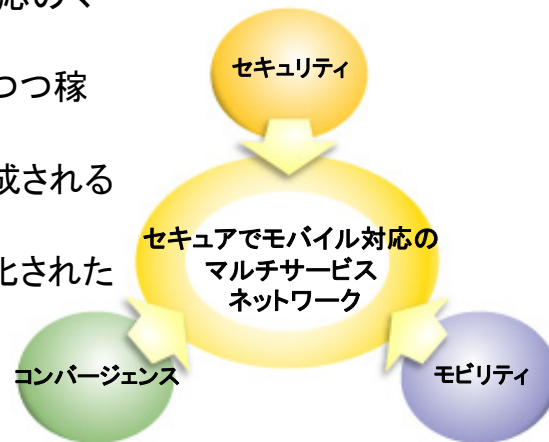 応のマ
つつ稼
成される
化された
セキュリティ
セキュアでモバイル対応の
マルチサービス
ネットワーク
コンバージェンス
モビリティ